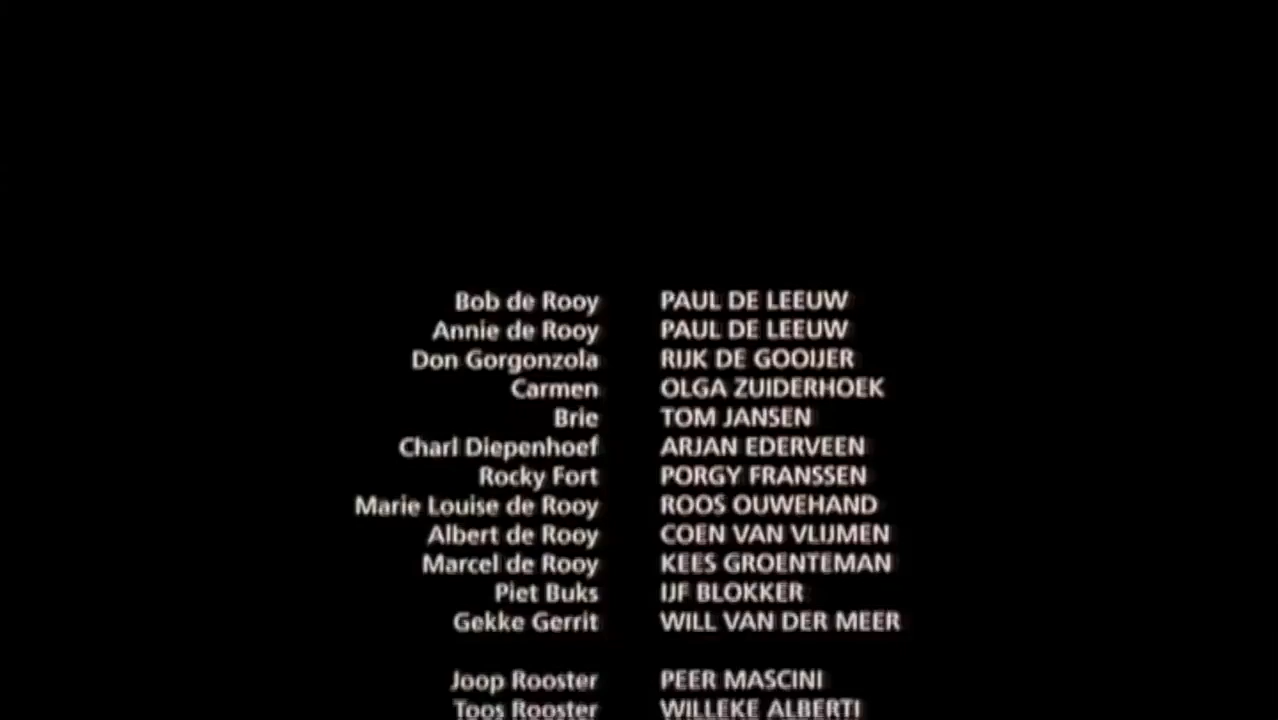 Bob de Rooy PAUL DE LEEUW
Annie de Rooy PAUL DE LEEUW
Don Gorgonzola RIJK DE GOOIJER
Carmen OLGA ZUIDERHOEK
Brie TOM JANSEN
Charl Diepenhoef ARJAN EDERVEEN
Rocky Fort PORGY FRANSSEN
Marie Louise de Rooy ROOS OUWEHAND
Albert de Rooy COEN VAN VLIJMEN
Marcel de Rooy KEES GROENTEMAN
Piet Buks IJF BLOKKER
Gekke Gerrit WILL VAN DER MEER
Joop Rooster PEER MASCINI
Toos Rooster WILLEKE ALBERTI